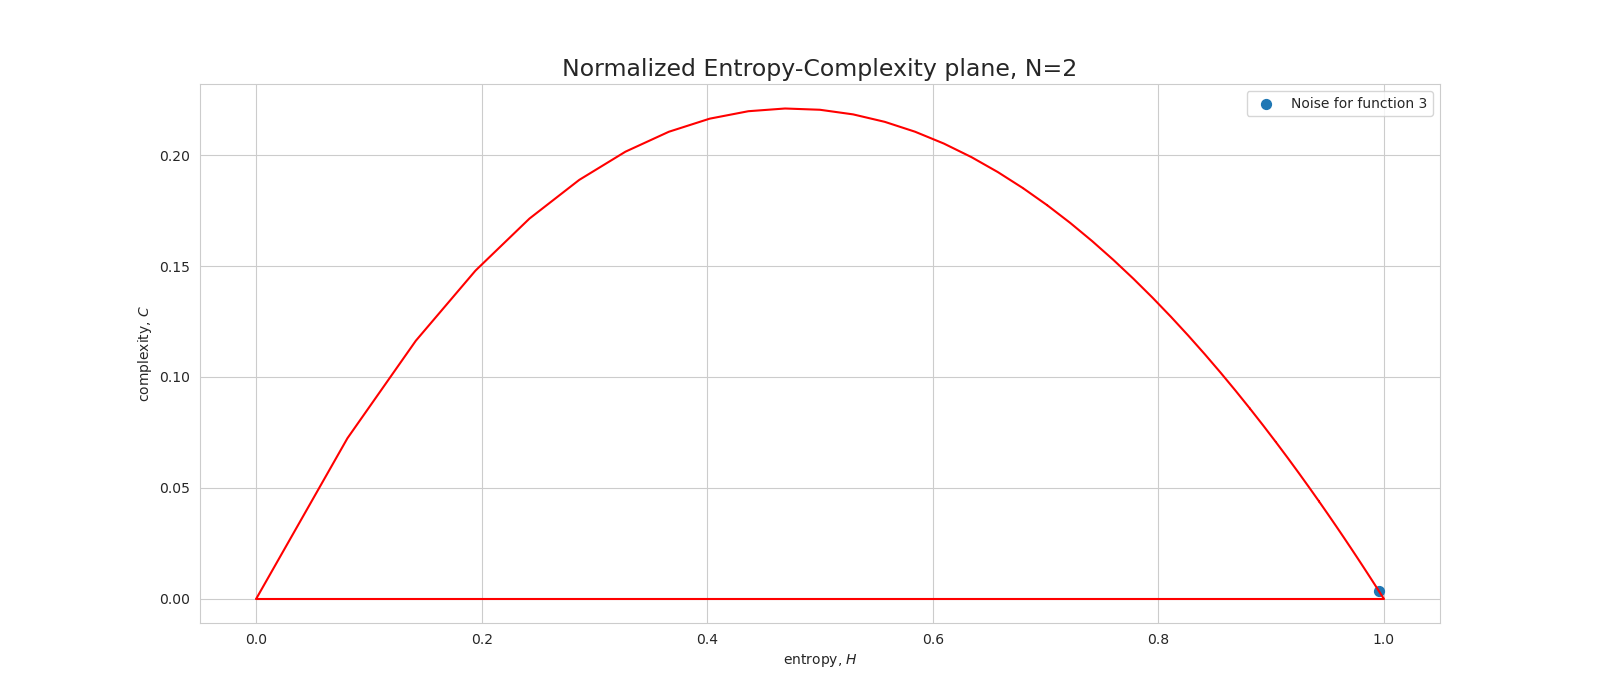 Normalized Entropy-Complexity plane, N=2
Noise for function 3
0.20
0.15
0.10
0.05
0.00
complexity, C
0.0 0.2 0.4 0.6 0.8 1.0
entropy, H